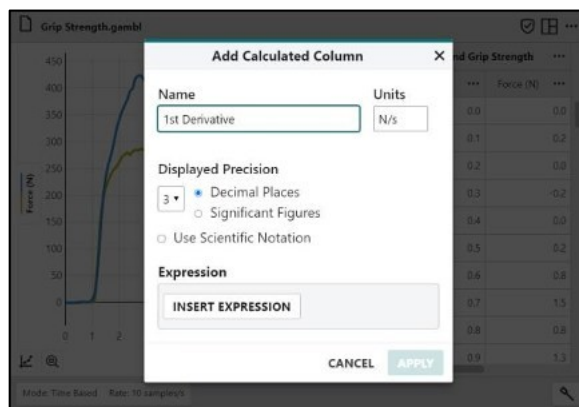 Grip Strength.gambl
Add Calculated Column
Name
Units
1st Derivative
N/s
Displayed Precision
3
Decimal Places
Significant Figures
Use Scientific Notation
Expression
INSERT EXPRESSION
CANCEL
APPLY
450
400
350
300
250
200
150
100
50
0
Force (N)
0 1 2
nd Grip Strength
Force (N)
0.0 0.0
0.1 0.2
0.2 0.0
0.3 -0.2
0.4 0.0
0.5 0.2
0.6 0.8
0.7 1.5
0.8 0.8
0.9 1.3
Mode: Time Based Rate: 10 samples/s